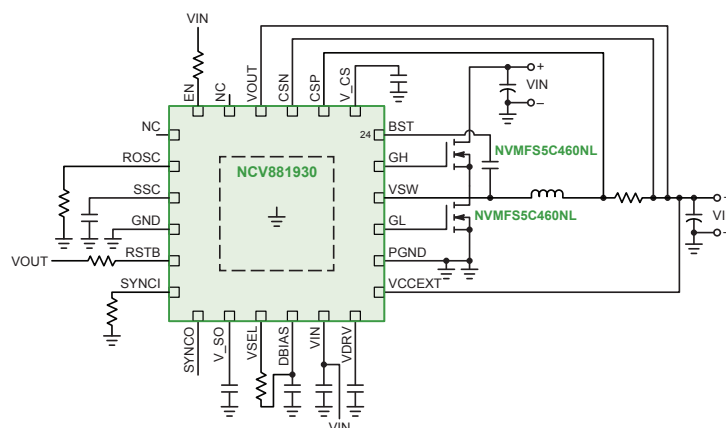 VIN
EN
NC
VOUT
CSN
CSP
V_CS
+
VIN
–
NC
24
BST
NVMFS5C460NL
ROSC
NCV881930
GH
SSC
VSW
NVMFS5C460NL
+
VI
–
GND
GL
VOUT
RSTB
PGND
SYNCI
VCCEXT
SYNCO
V_SO
VSEL
DBIAS
VIN
VDRV
VIN